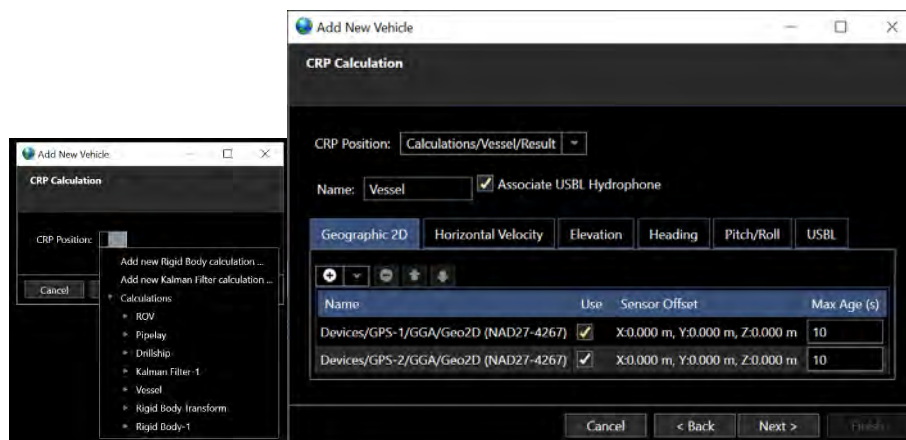 Add New Vehicle
CRP Calculation
CRP Position:
Add new Rigid Body calculation ...
Add new Kalman Filter calculation ...
Calculations
ROV
Pipelay
Drillship
Kalman Filter-1
Vessel
Rigid Body Transform
Rigid Body-1
Cancel
Add New Vehicle
CRP Calculation
CRP Position: Calculations/Vessel/Result
Name: Vessel Associate USBL Hydrophone
Geographic 2D Horizontal Velocity Elevation Heading Pitch/Roll USBL
Name Use Sensor Offset Max Age (s)
Devices/GPS-1/GGA/Geo2D (NAD27-4267) X:0.000 m, Y:0.000 m, Z:0.000 m 10
Devices/GPS-2/GGA/Geo2D (NAD27-4267) X:0.000 m, Y:0.000 m, Z:0.000 m 10
Cancel < Back Next > Finish